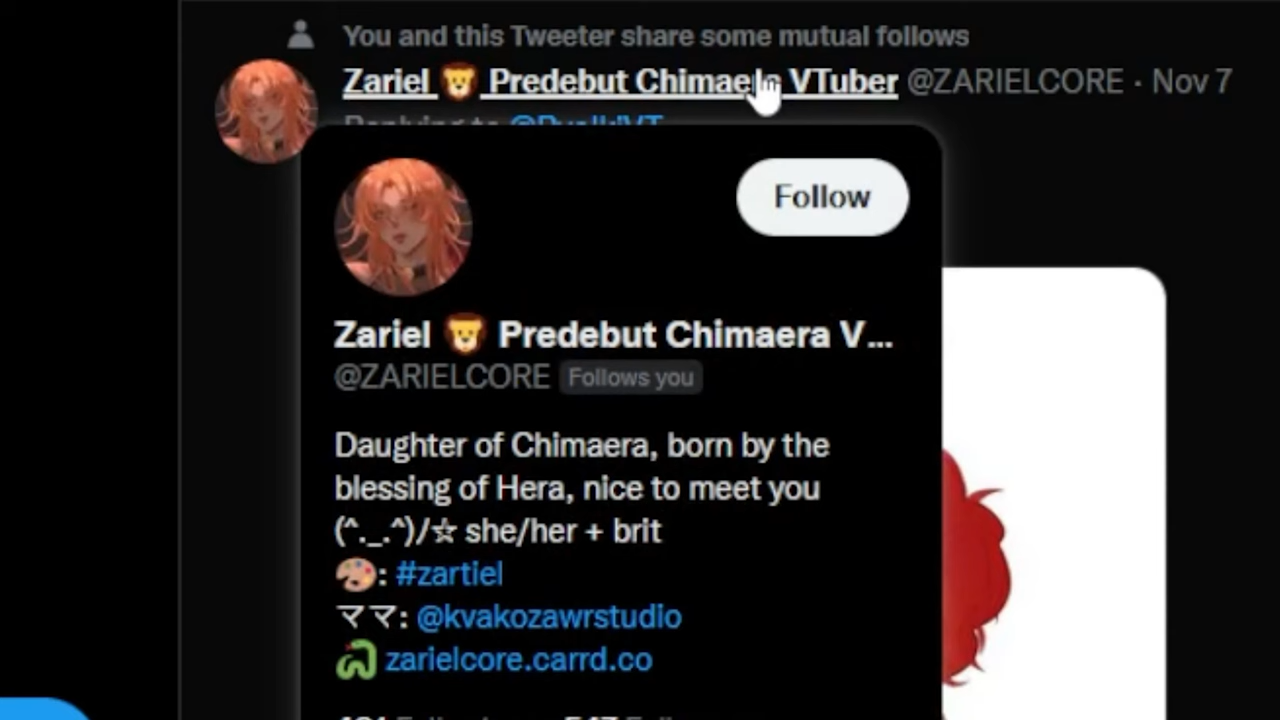 You and this Tweeter share some mutual follows
Zariel 🦁 Predebut Chimaera VTuber @ZARIELCORE · Nov 7
Replying to
Follow
Zariel 🦁 Predebut Chimaera V...
@ZARIELCORE Follows you
Daughter of Chimaera, born by the
blessing of Hera, nice to meet you
(^._.^)/☆ she/her + brit
🎨: #zartiel
ママ: @kvakozawrstudio
🐍 zarielcore.carrd.co